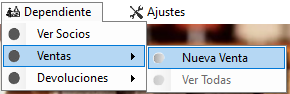 Dependiente Ajustes
Ver Socios
Ventas
Nueva Venta
Devoluciones
Ver Todas